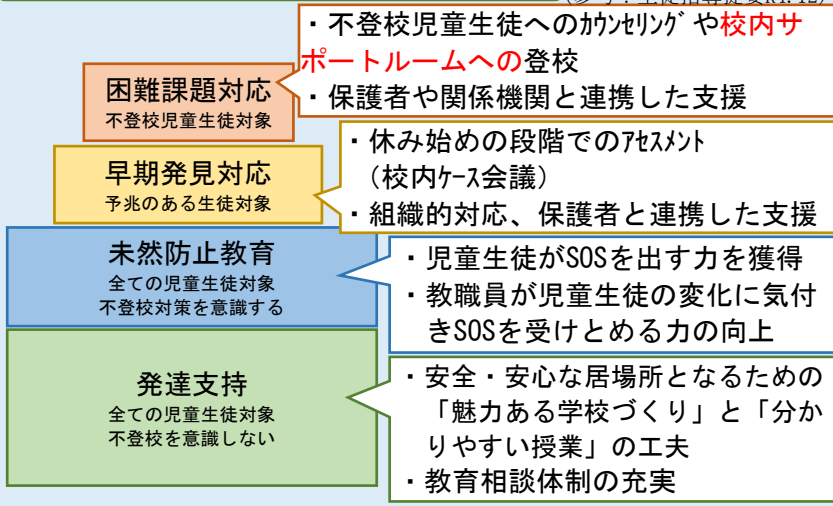 ・不登校児童生徒へのｶｳﾝｾﾘﾝｸﾞや校内サ
ポートルームへの登校
・保護者や関係機関と連携した支援
困難課題対応
不登校児童生徒対象
・休み始めの段階でのｱｾｽﾒﾝﾄ
（校内ｹｰｽ会議）
・組織的対応、保護者と連携した支援
早期発見対応
予兆のある生徒対象
未然防止教育
全ての児童生徒対象
不登校対策を意識する
・児童生徒がSOSを出す力を獲得
・教職員が児童生徒の変化に気付
きSOSを受けとめる力の向上
発達支持
全ての児童生徒対象
不登校を意識しない
・安全・安心な居場所となるための
「魅力ある学校づくり」と「分か
りやすい授業」の工夫
・教育相談体制の充実